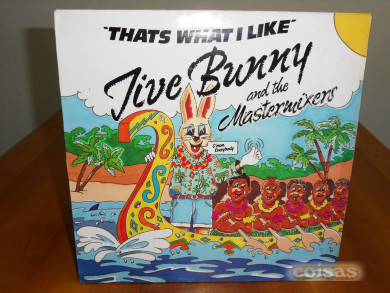 "THATS WHAT I LIKE"
Jive Bunny
and the
Mastermixers
C'mon
Everybody
coisas